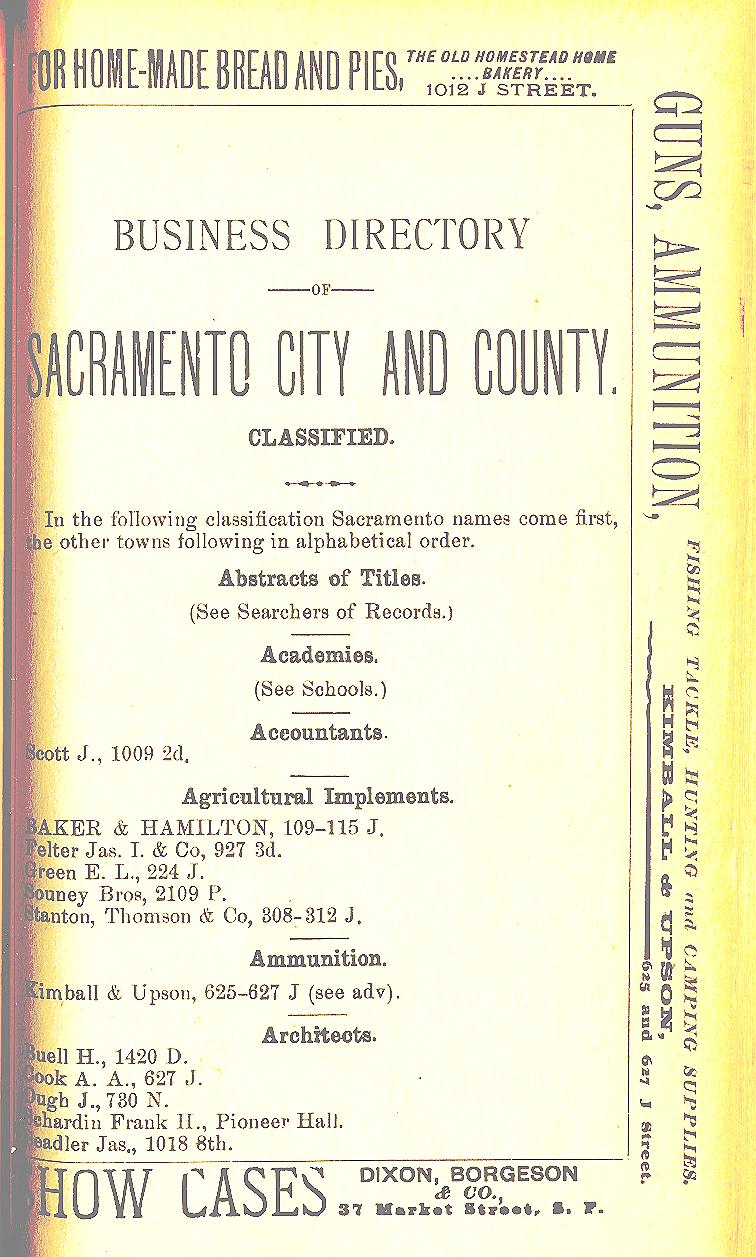 FOR HOME-MADE BREAD AND PIES, THE OLD HOMESTEAD HOME
....BAKERY....
1012 J STREET.
BUSINESS DIRECTORY
OF
SACRAMENTO CITY AND COUNTY.
CLASSIFIED.
In the following classification Sacramento names come first,
the other towns following in alphabetical order.
Abstracts of Titles.
(See Searchers of Records.)
Academies.
(See Schools.)
Accountants.
Scott J., 1009 2d.
Agricultural Implements.
BAKER & HAMILTON, 109-115 J.
Felter Jas. I. & Co, 927 3d.
Green E. L., 224 J.
Souney Bros, 2109 P.
Stanton, Thomson & Co, 308-312 J.
Ammunition.
Kimball & Upson, 625-627 J (see adv).
Architects.
Buell H., 1420 D.
Cook A. A., 627 J.
J., 730 N.
Schardin Frank H., Pioneer Hall.
Seadler Jas., 1018 8th.
SHOW CASES DIXON, BORGESON
& CO.,
37 Market Street, S. F.
GUNS, AMMUNITION,
FISHING TACKLE, HUNTING and CAMPING SUPPLIES.
KIMBALL & UPSON,
625 and 627 J Street.